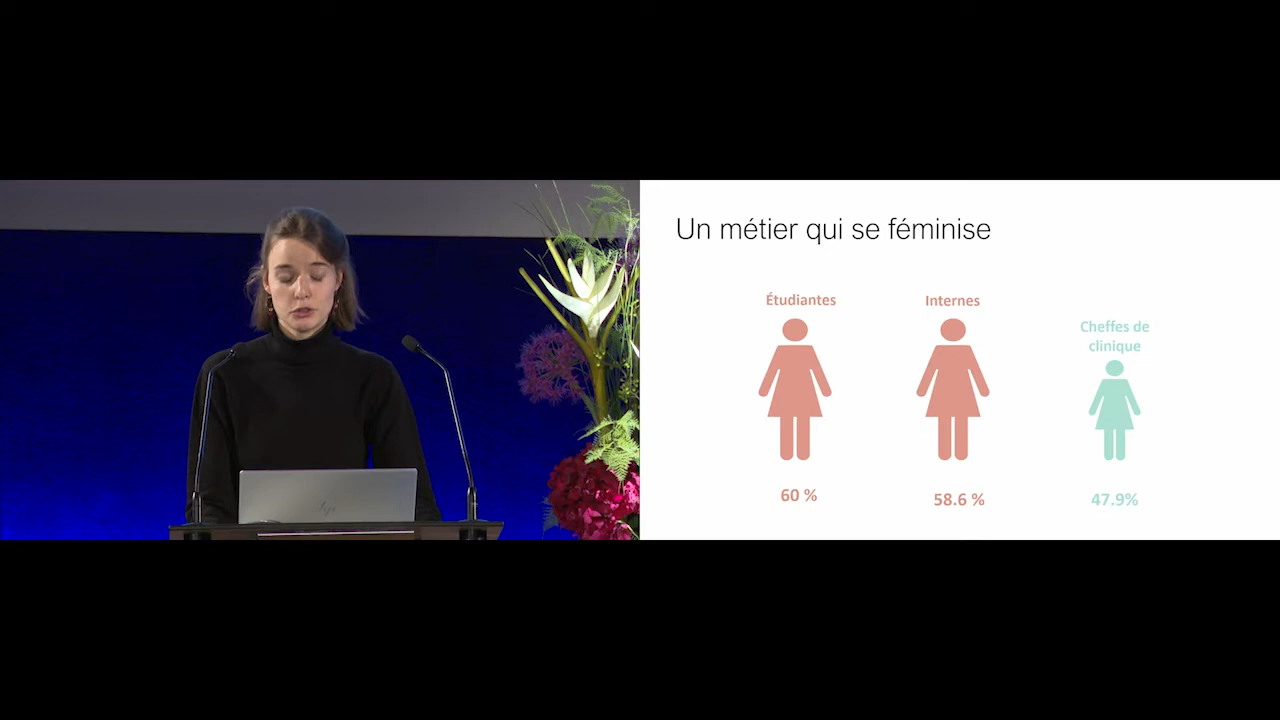 Un métier qui se féminise
Étudiantes
Internes
Cheffes de
clinique
60 %
58.6 %
47.9%